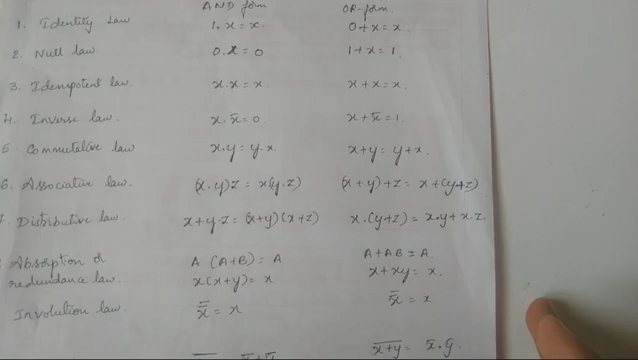 AND form OR-form
1. Identity Law 1.x = x. 0+x = x
2. Null law 0.x = 0 1+x = 1.
3. Idempotent law. x.x = x x+x = x.
4. Inverse law. x.x̅ = 0. x+x̅ = 1.
5. Commutative law x.y = y.x x+y = y+x.
6. Associative law. (x.y)z = x(y.z) (x+y)+z = x+(y+z)
7. Distributive law. x+y.z = (x+y)(x+z) x.(y+z) = x.y+x.z
Absorption or A (A+B) = A A+AB = A
redundance law. x(x+y) = x x+xy = x.
Involution law. x̿ = x x̿ = x
x̅+̅y̅ = x̅.y̅.